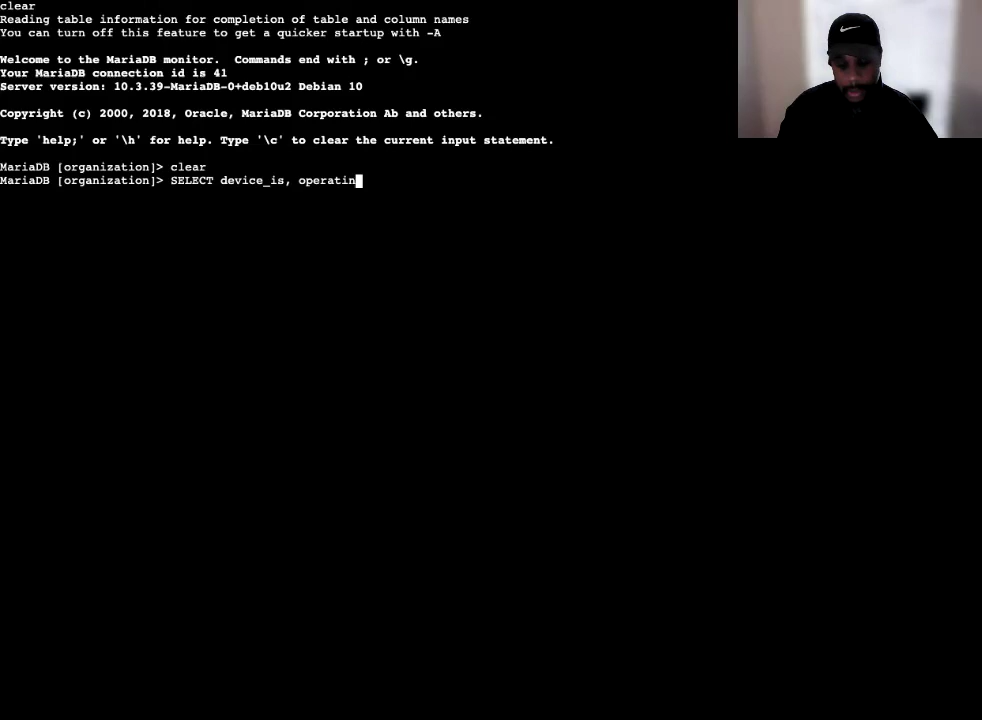 clear
Reading table information for completion of table and column names
You can turn off this feature to get a quicker startup with -A
Welcome to the MariaDB monitor.  Commands end with ; or \g.
Your MariaDB connection id is 41
Server version: 10.3.39-MariaDB-0+deb10u2 Debian 10
Copyright (c) 2000, 2018, Oracle, MariaDB Corporation Ab and others.
Type 'help;' or '\h' for help. Type '\c' to clear the current input statement.
MariaDB [organization]> clear
MariaDB [organization]> SELECT device_is, operatin